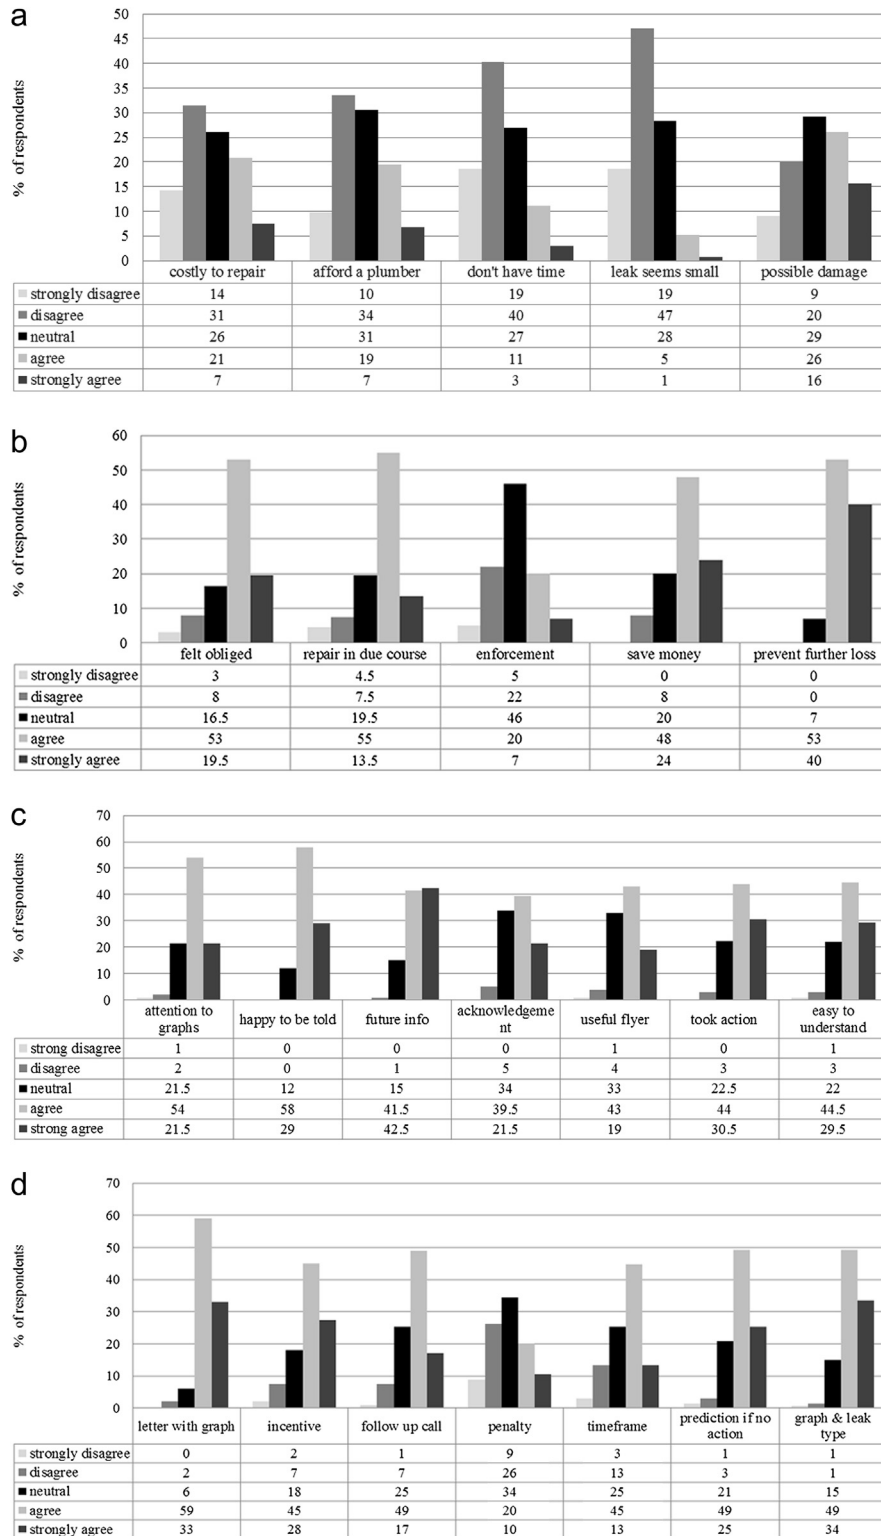 a
50
45
40
35
30
25
20
15
10
5
0
% of respondents
costly to repair afford a plumber don't have time leak seems small possible damage
strongly disagree 14 10 19 19 9
disagree 31 34 40 47 20
neutral 26 31 27 28 29
agree 21 19 11 5 26
strongly agree 7 7 3 1 16
b
60
50
40
30
20
10
0
% of respondents
felt obliged repair in due course enforcement save money prevent further loss
strongly disagree 3 4.5 5 0 0
disagree 8 7.5 22 8 0
neutral 16.5 19.5 46 20 7
agree 53 55 20 48 53
strongly agree 19.5 13.5 7 24 40
c
70
60
50
40
30
20
10
0
% of respondents
attention to graphs happy to be told future info acknowledgeme nt useful flyer took action easy to understand
strong disagree 1 0 0 0 1 0 1
disagree 2 0 1 5 4 3 3
neutral 21.5 12 15 34 33 22.5 22
agree 54 58 41.5 39.5 43 44 44.5
strong agree 21.5 29 42.5 21.5 19 30.5 29.5
d
70
60
50
40
30
20
10
0
% of respondents
letter with graph incentive follow up call penalty timeframe prediction if no action graph & leak type
strongly disagree 0 2 1 9 3 1 1
disagree 2 7 7 26 13 3 1
neutral 6 18 25 34 25 21 15
agree 59 45 49 20 45 49 49
strongly agree 33 28 17 10 13 25 34